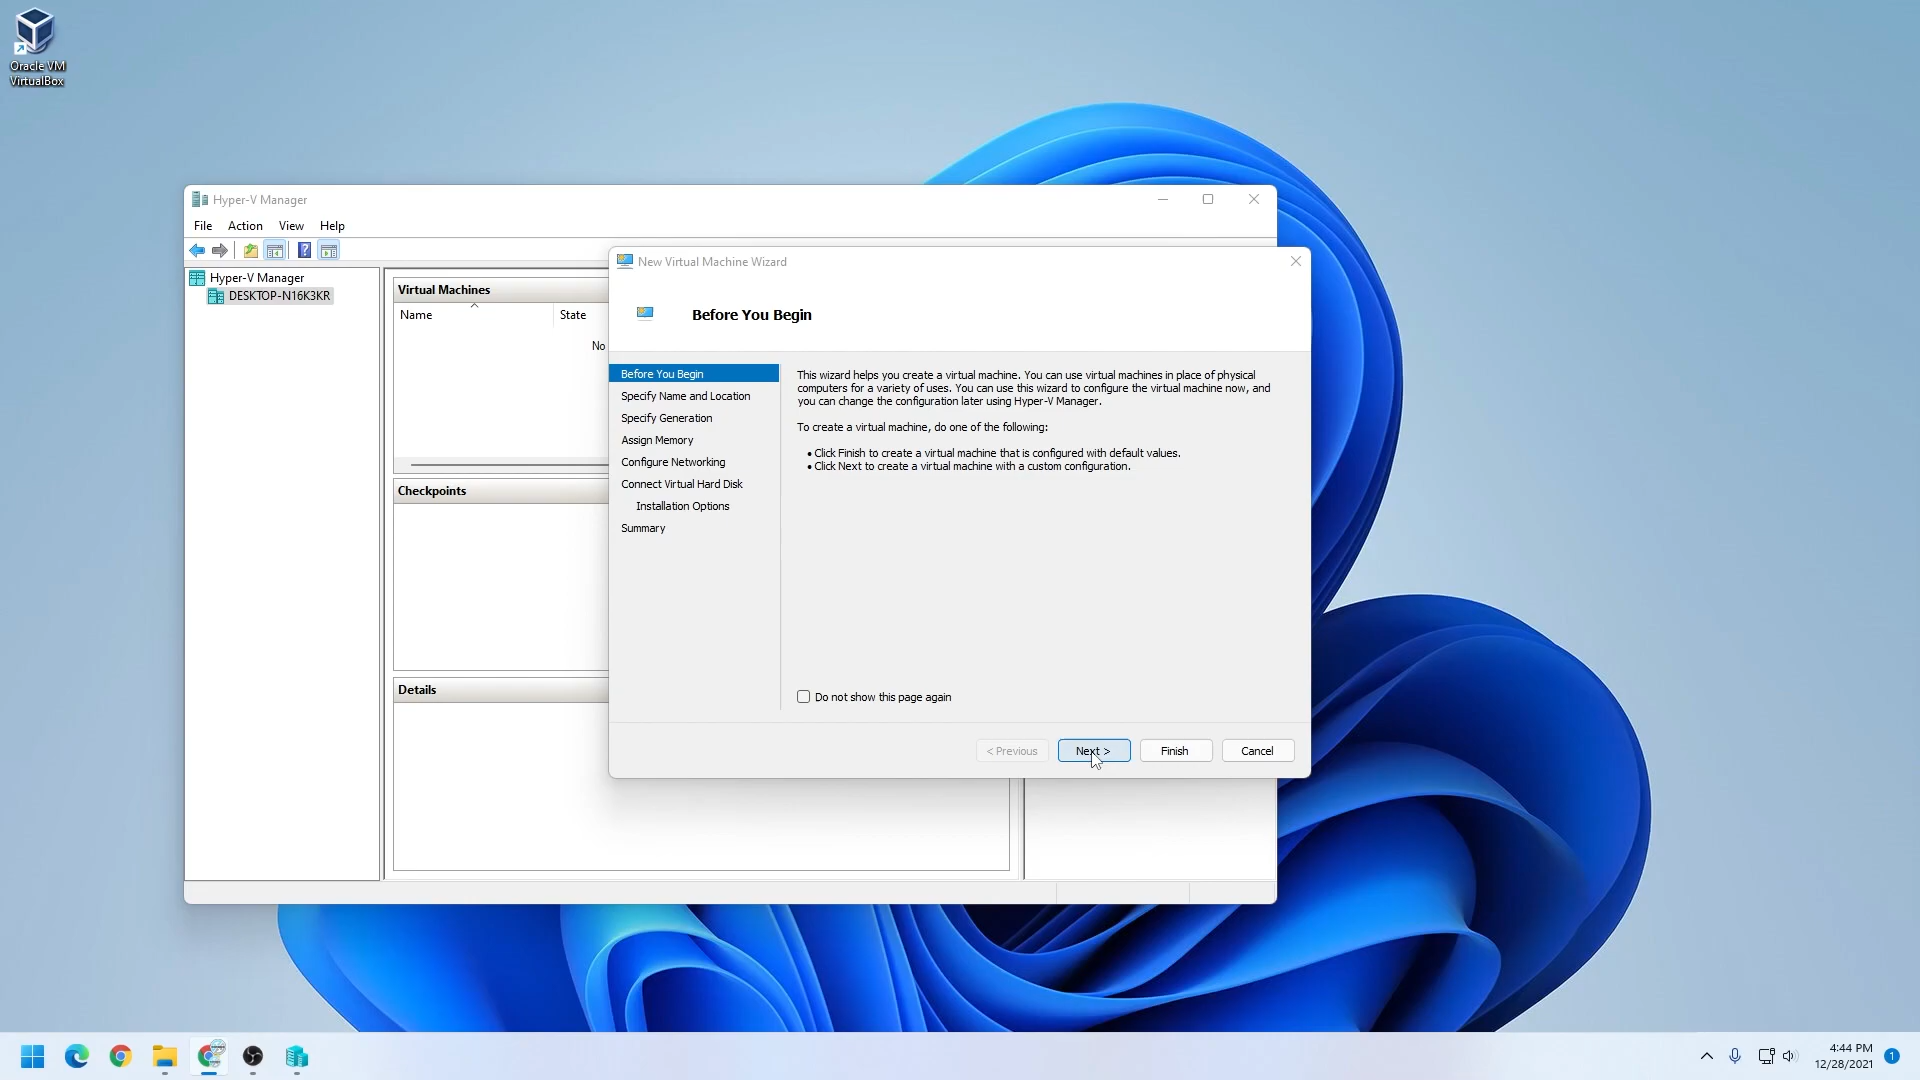 Oracle VM
VirtualBox
Hyper-V Manager
File Action View Help
Hyper-V Manager
DESKTOP-N16K3KR
Virtual Machines
Name State
No
Checkpoints
Details
New Virtual Machine Wizard
Before You Begin
Before You Begin
Specify Name and Location
Specify Generation
Assign Memory
Configure Networking
Connect Virtual Hard Disk
Installation Options
Summary
This wizard helps you create a virtual machine. You can use virtual machines in place of physical
computers for a variety of uses. You can use this wizard to configure the virtual machine now, and
you can change the configuration later using Hyper-V Manager.
To create a virtual machine, do one of the following:
• Click Finish to create a virtual machine that is configured with default values.
• Click Next to create a virtual machine with a custom configuration.
Do not show this page again
< Previous Next > Finish Cancel
4:44 PM
12/28/2021
1